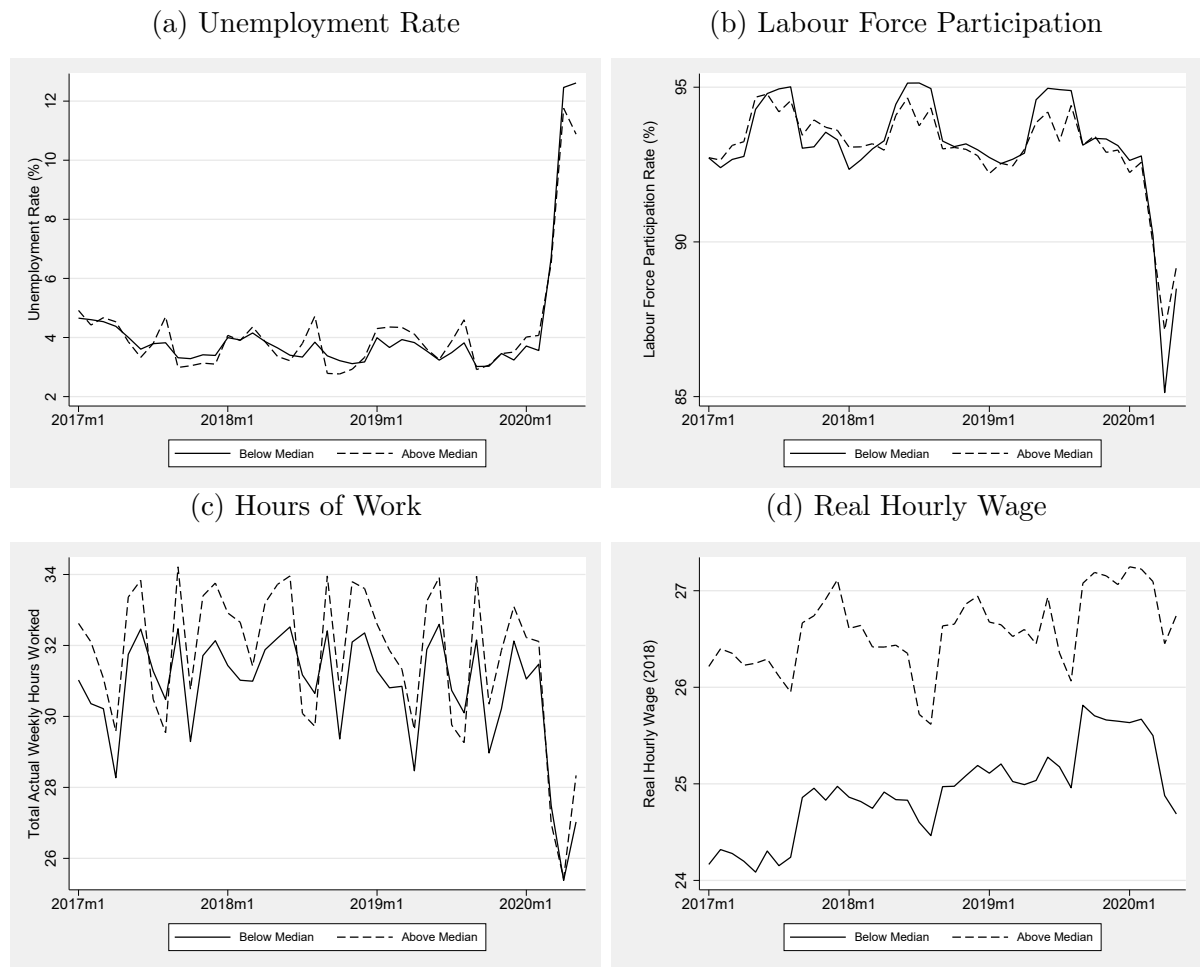 (a) Unemployment Rate
Unemployment Rate (%)
12
10
8
6
4
2
2017m1 2018m1 2019m1 2020m1
Below Median Above Median
(b) Labour Force Participation
Labour Force Participation Rate (%)
95
90
85
2017m1 2018m1 2019m1 2020m1
Below Median Above Median
(c) Hours of Work
Total Actual Weekly Hours Worked
34
32
30
28
26
2017m1 2018m1 2019m1 2020m1
Below Median Above Median
(d) Real Hourly Wage
Real Hourly Wage (2018)
27
26
25
24
2017m1 2018m1 2019m1 2020m1
Below Median Above Median